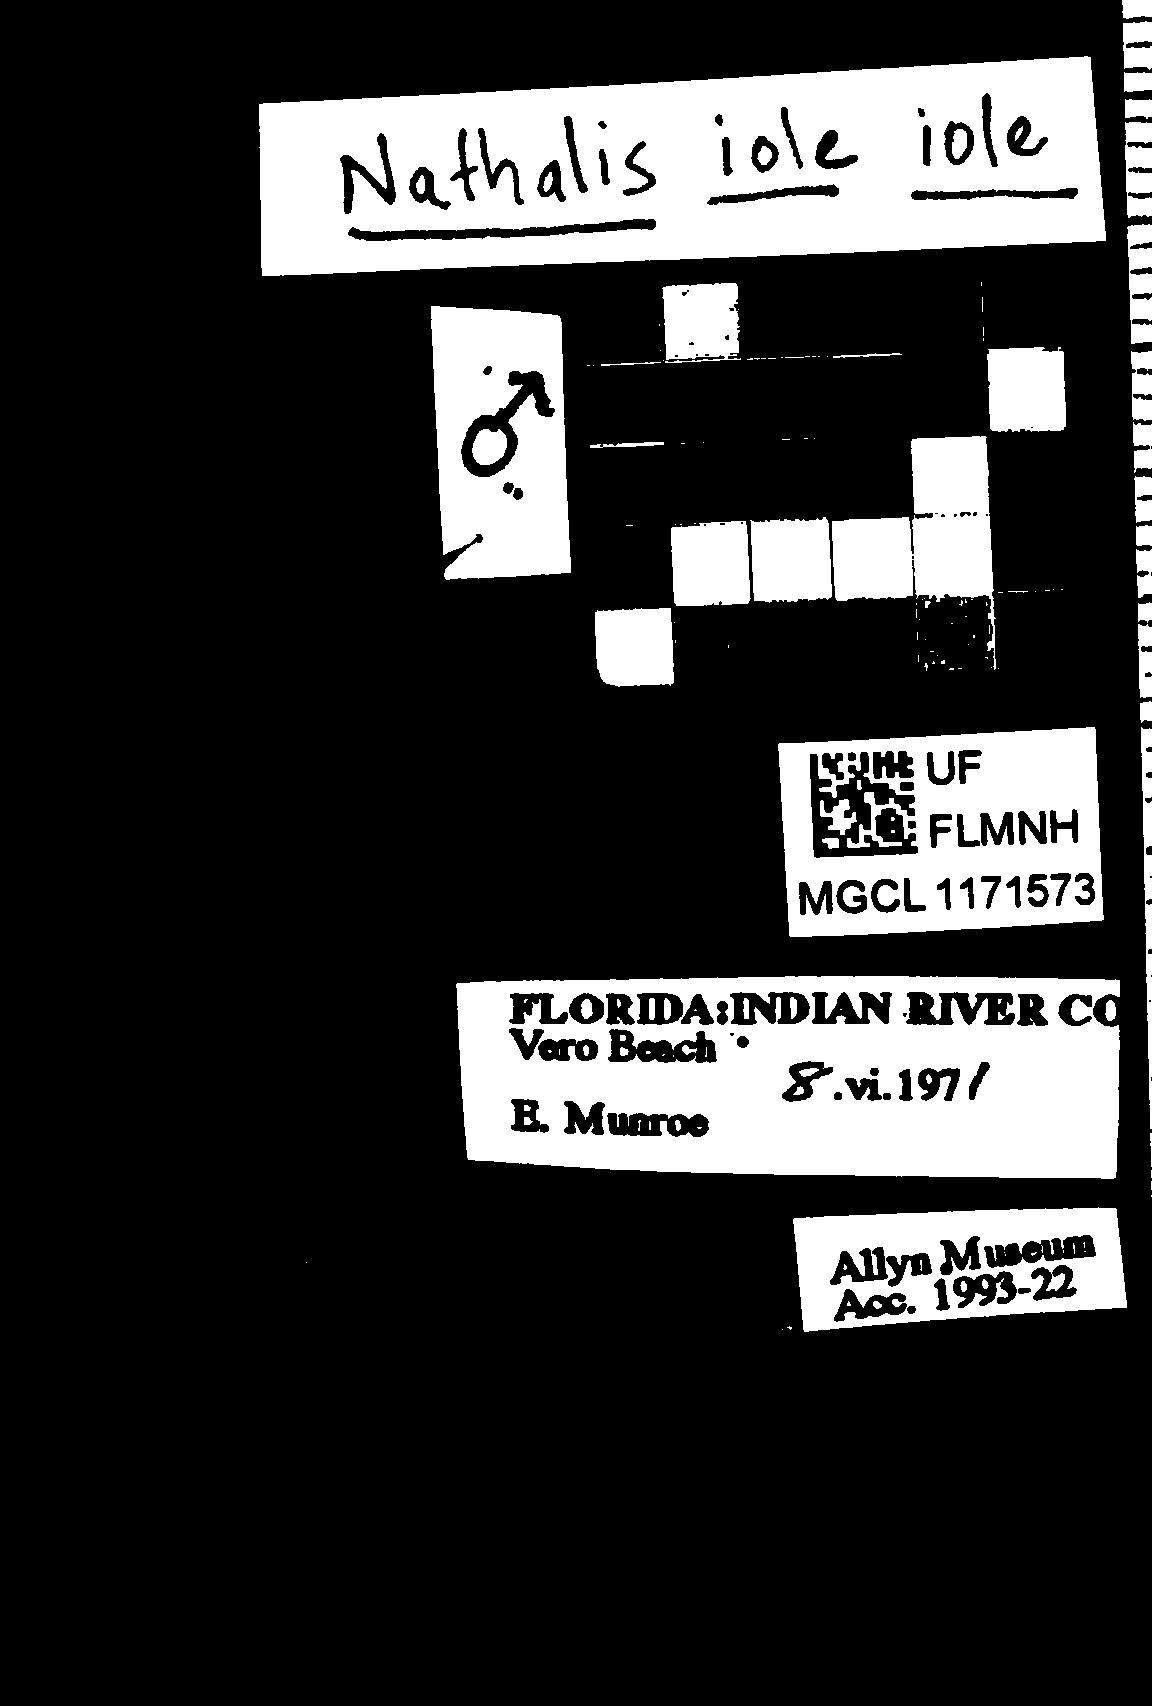 Nathalis iole iole
♂
UF
FLMNH
MGCL 1171573
FLORIDA:INDIAN RIVER CO
Vero Beach
8.vi.1971
E. Munroe
Allyn Museum
Acc. 1993-22